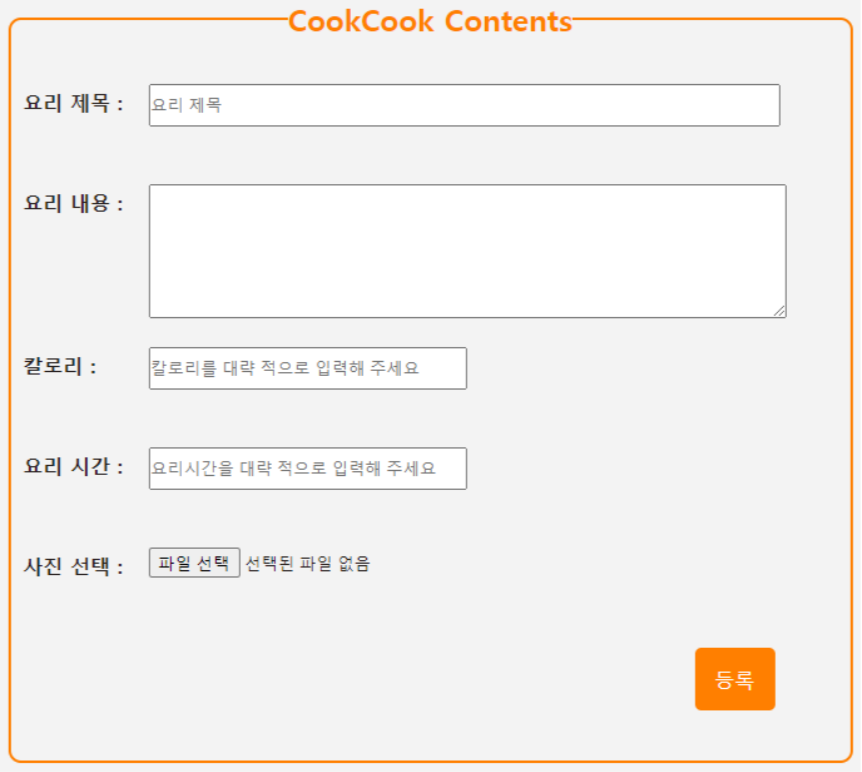 CookCook Contents
요리 제목 : 요리 제목
요리 내용 :
칼로리 : 칼로리를 대략 적으로 입력해 주세요
요리 시간 : 요리시간을 대략 적으로 입력해 주세요
사진 선택 : 파일 선택 선택된 파일 없음
등록